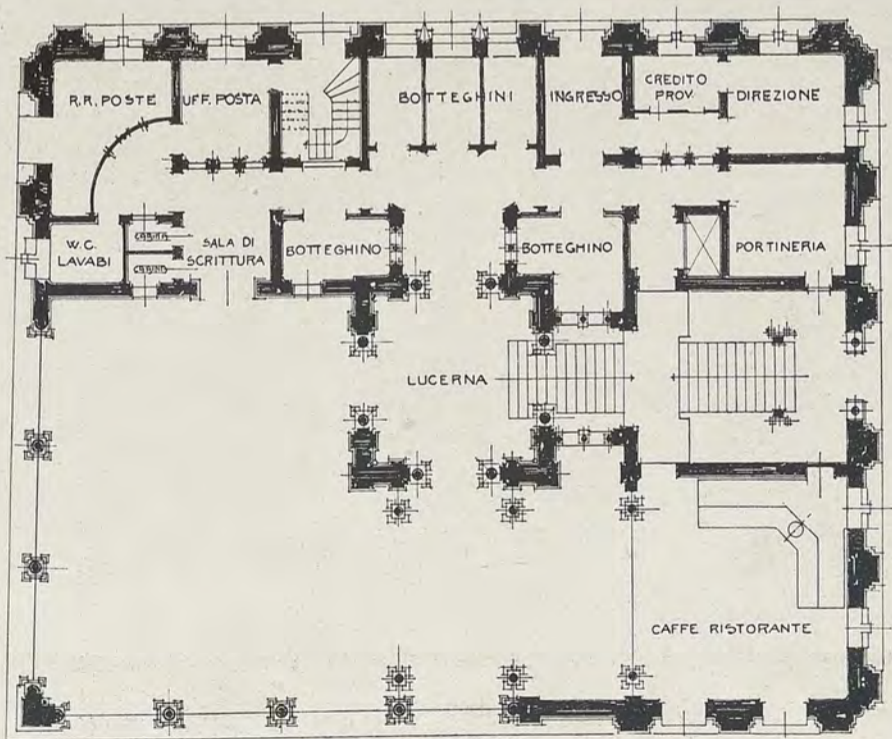 R.R. POSTE
UFF. POSTA
BOTTEGHINI
INGRESSO
CREDITO
PROV.
DIREZIONE
W.C.
LAVABI
CABINA
CABINA
SALA DI
SCRITTURA
BOTTEGHINO
BOTTEGHINO
PORTINERIA
LUCERNA
CAFFE RISTORANTE